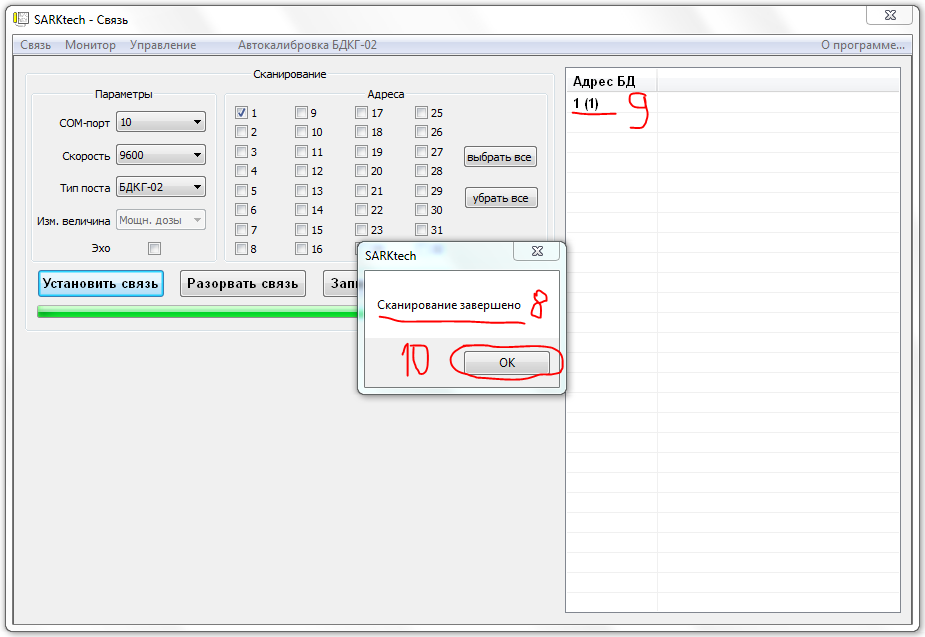 SARKtech - Связь
Связь Монитор Управление Автокалибровка БДКГ-02 О программе...
Сканирование
Параметры
COM-порт 10
Скорость 9600
Тип поста БДКГ-02
Изм. величина Мощн. дозы
Эхо
Адреса
1 9 17 25
2 10 18 26
3 11 19 27
4 12 20 28
5 13 21 29
6 14 22 30
7 15 23 31
8 16
выбрать все
убрать все
Установить связь Разорвать связь
SARKtech
Сканирование завершено 8
10 OK
Адрес БД
1 (1) 9